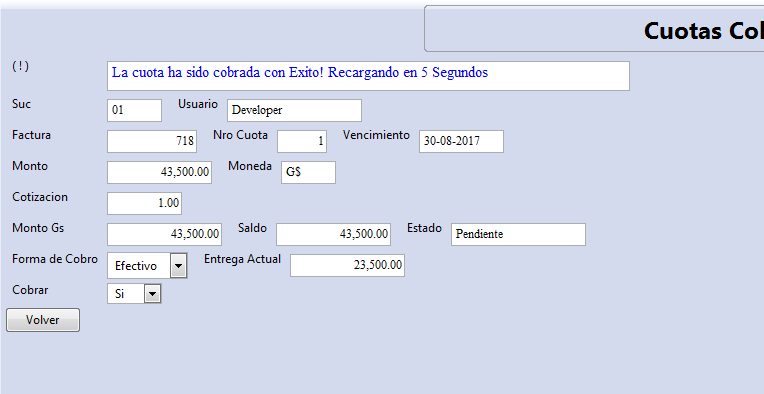 Cuotas Col
( ! ) La cuota ha sido cobrada con Exito! Recargando en 5 Segundos
Suc 01 Usuario Developer
Factura 718 Nro Cuota 1 Vencimiento 30-08-2017
Monto 43,500.00 Moneda G$
Cotizacion 1.00
Monto Gs 43,500.00 Saldo 43,500.00 Estado Pendiente
Forma de Cobro Efectivo Entrega Actual 23,500.00
Cobrar Si
Volver